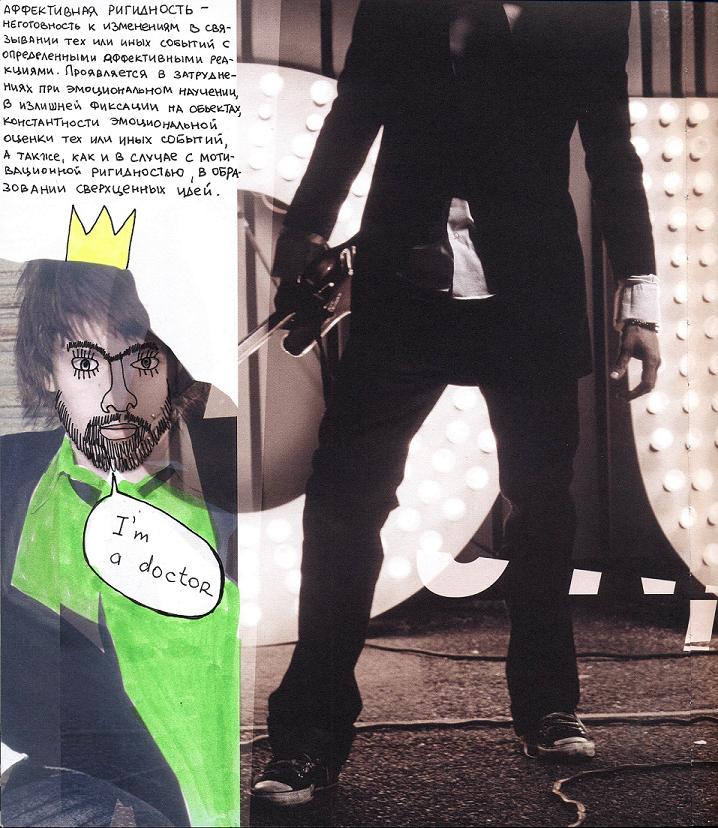 АФФЕКТИВНАЯ РИГИДНОСТЬ -
НЕГОТОВНОСТЬ К ИЗМЕНЕНИЯМ В СВЯ-
ЗЫВАНИИ ТЕХ ИЛИ ИНЫХ СОБЫТИЙ С
ОПРЕДЕЛЕННЫМИ АФФЕКТИВНЫМИ РЕА-
КЦИЯМИ. ПРОЯВЛЯЕТСЯ В ЗАТРУДНЕ-
НИЯХ ПРИ ЭМОЦИОНАЛЬНОМ НАУЧЕНИИ,
В ИЗЛИШНЕЙ ФИКСАЦИИ НА ОБЪЕКТАХ,
КОНСТАНТНОСТИ ЭМОЦИОНАЛЬНОЙ
ОЦЕНКИ ТЕХ ИЛИ ИНЫХ СОБЫТИЙ,
А ТАКЖЕ, КАК И В СЛУЧАЕ С МОТИ-
ВАЦИОННОЙ РИГИДНОСТЬЮ, В ОБРА-
ЗОВАНИИ СВЕРХЦЕННЫХ ИДЕЙ.
I'm
a doctor